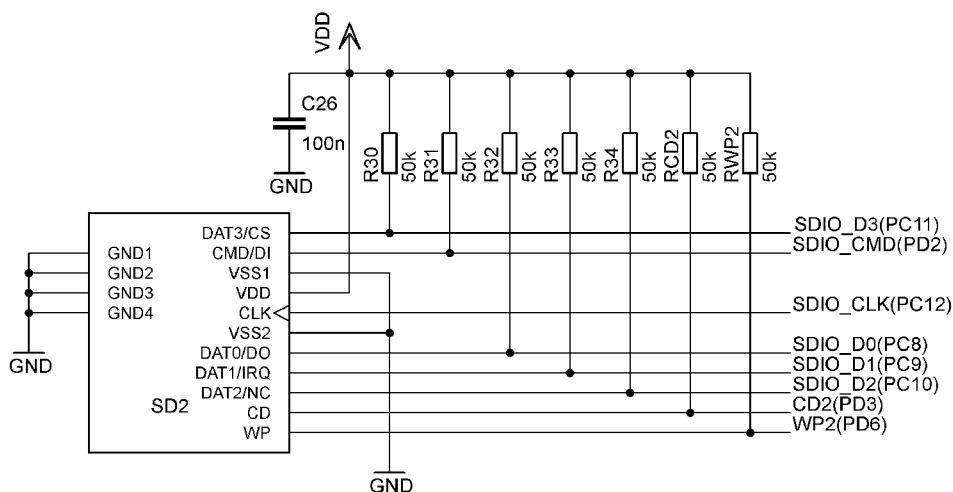 VDD
C26
100n
GND
R30
50k
R31
50k
R32
50k
R33
50k
R34
50k
RCD2
50k
RWP2
50k
DAT3/CS
SDIO_D3(PC11)
GND1
CMD/DI
SDIO_CMD(PD2)
GND2
VSS1
GND3
VDD
GND4
CLK
SDIO_CLK(PC12)
VSS2
GND
DAT0/DO
SDIO_D0(PC8)
DAT1/IRQ
SDIO_D1(PC9)
DAT2/NC
SDIO_D2(PC10)
SD2
CD
CD2(PD3)
WP
WP2(PD6)
GND